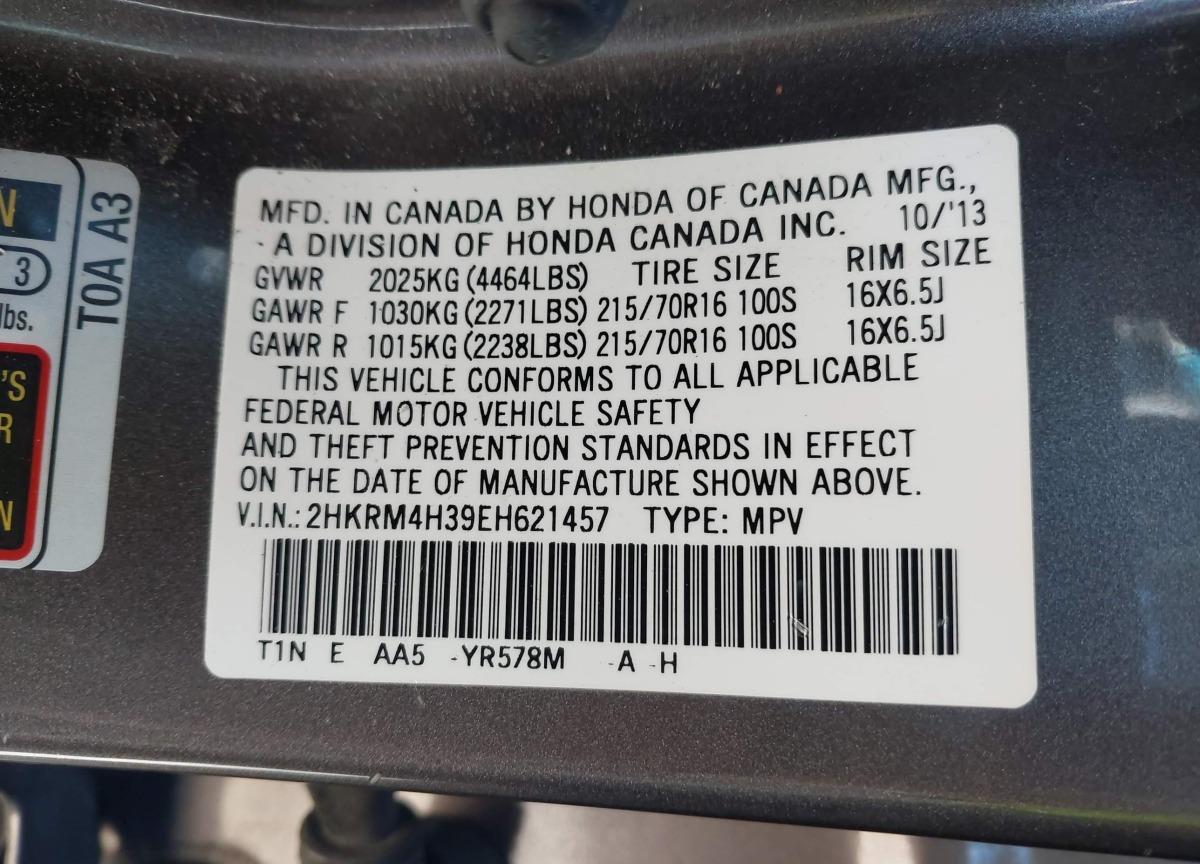 N
3
lbs.
'S
R
N
T0A A3
MFD. IN CANADA BY HONDA OF CANADA MFG.,
A DIVISION OF HONDA CANADA INC. 10/'13
GVWR 2025KG (4464LBS) TIRE SIZE RIM SIZE
GAWR F 1030KG (2271LBS) 215/70R16 100S 16X6.5J
GAWR R 1015KG (2238LBS) 215/70R16 100S 16X6.5J
THIS VEHICLE CONFORMS TO ALL APPLICABLE
FEDERAL MOTOR VEHICLE SAFETY
AND THEFT PREVENTION STANDARDS IN EFFECT
ON THE DATE OF MANUFACTURE SHOWN ABOVE.
V.I.N.: 2HKRM4H39EH621457 TYPE: MPV
T1N E AA5 -YR578M -A -H